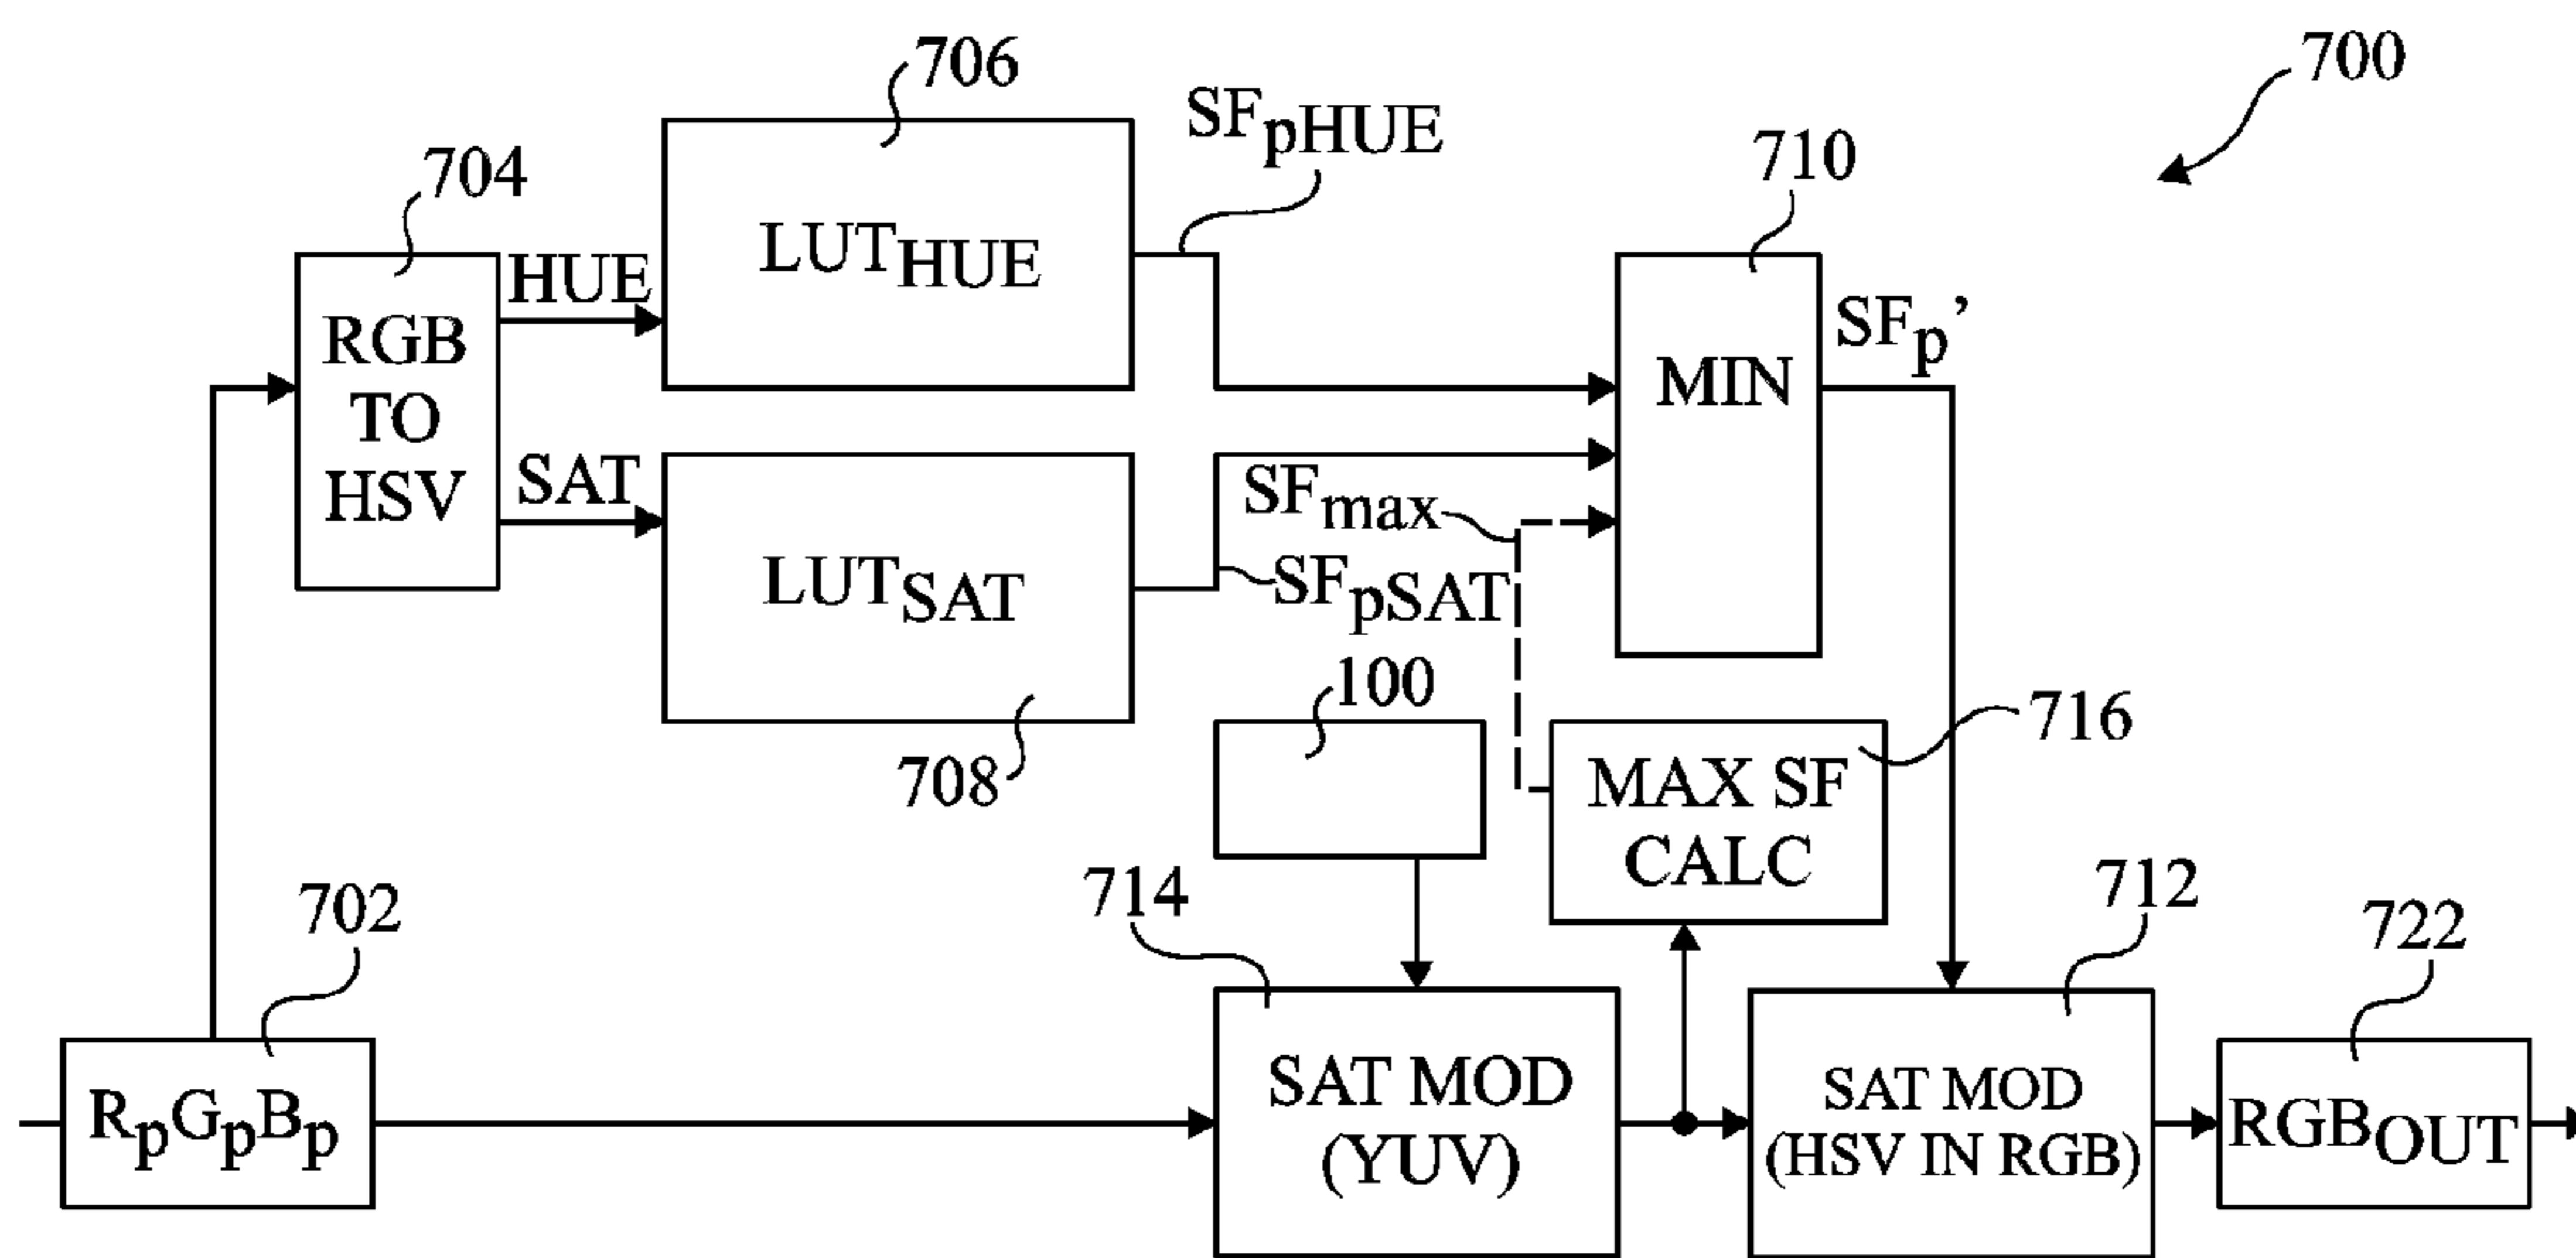 706
700
SFpHUE
710
704
LUTHUE
HUE
RGB
TO
HSV
SFp’
MIN
SAT
SFmax
LUTSAT
SFpSAT
100
716
708
MAX SF
CALC
714
712
702
722
SAT MOD
(YUV)
SAT MOD
(HSV IN RGB)
RpGpBp
RGBOUT